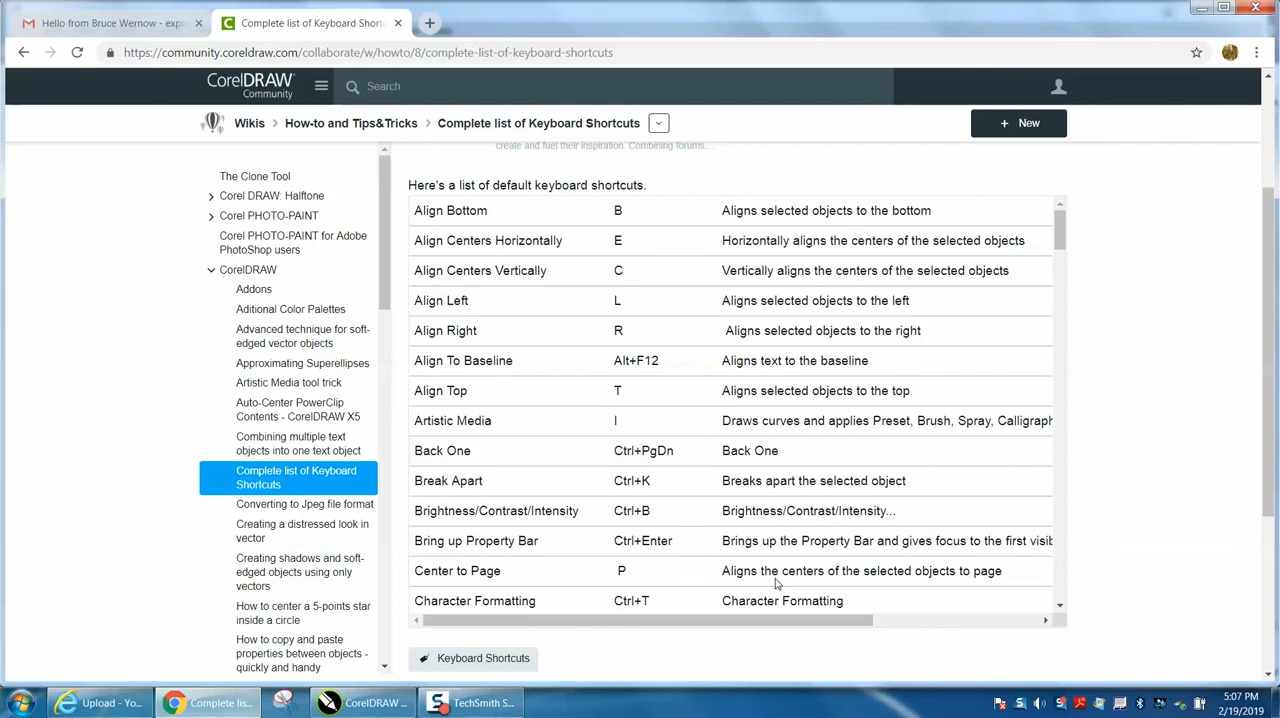 Hello from Bruce Wernow - expr
Complete list of Keyboard Shortc
https://community.coreldraw.com/collaborate/w/howto/8/complete-list-of-keyboard-shortcuts
CorelDRAW
Community
Search
Wikis > How-to and Tips&Tricks > Complete list of Keyboard Shortcuts
+ New
create and fuel their inspiration. Combining forums....
The Clone Tool
Corel DRAW: Halftone
Corel PHOTO-PAINT
Corel PHOTO-PAINT for Adobe
PhotoShop users
CorelDRAW
Addons
Aditional Color Palettes
Advanced technique for soft-
edged vector objects
Approximating Superellipses
Artistic Media tool trick
Auto-Center PowerClip
Contents - CorelDRAW X5
Combining multiple text
objects into one text object
Complete list of Keyboard
Shortcuts
Converting to Jpeg file format
Creating a distressed look in
vector
Creating shadows and soft-
edged objects using only
vectors
How to center a 5-points star
inside a circle
How to copy and paste
properties between objects -
quickly and handy
Here's a list of default keyboard shortcuts.
Align Bottom B Aligns selected objects to the bottom
Align Centers Horizontally E Horizontally aligns the centers of the selected objects
Align Centers Vertically C Vertically aligns the centers of the selected objects
Align Left L Aligns selected objects to the left
Align Right R Aligns selected objects to the right
Align To Baseline Alt+F12 Aligns text to the baseline
Align Top T Aligns selected objects to the top
Artistic Media I Draws curves and applies Preset, Brush, Spray, Calligraph
Back One Ctrl+PgDn Back One
Break Apart Ctrl+K Breaks apart the selected object
Brightness/Contrast/Intensity Ctrl+B Brightness/Contrast/Intensity...
Bring up Property Bar Ctrl+Enter Brings up the Property Bar and gives focus to the first visib
Center to Page P Aligns the centers of the selected objects to page
Character Formatting Ctrl+T Character Formatting
Keyboard Shortcuts
Upload - Yo...
Complete lis...
CorelDRAW ...
TechSmith S...
5:07 PM
2/19/2019